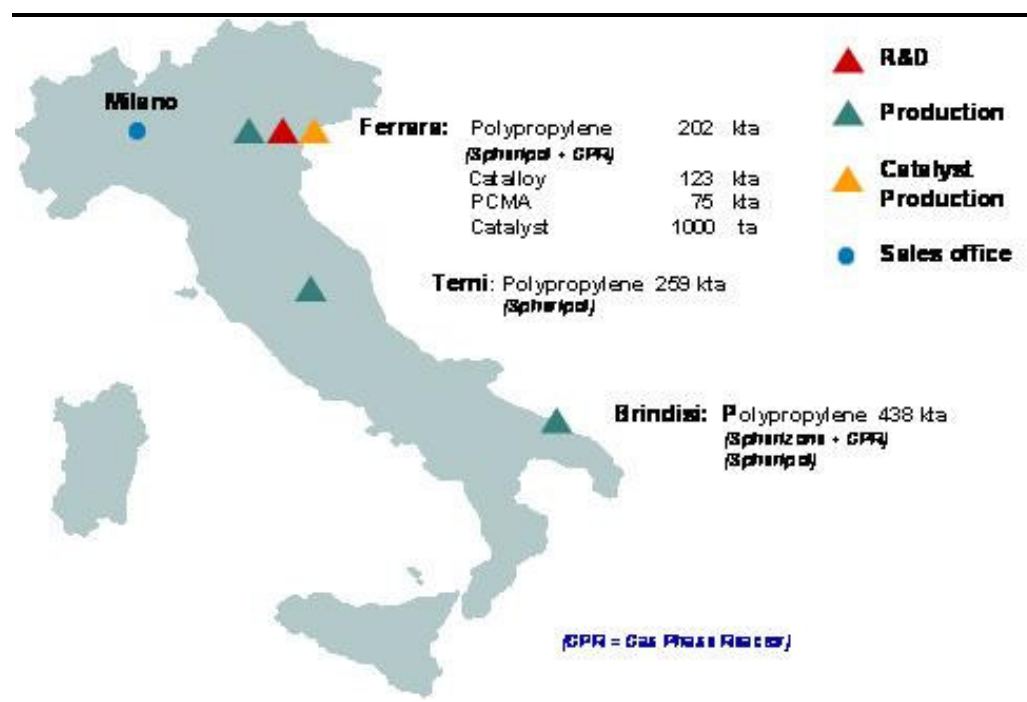 Milano
Ferrara: Polypropylene 202 kta
(Spheripol + GPR)
Catalloy 123 kta
PCMA 75 kta
Catalyst 1000 ta
Terni: Polypropylene 259 kta
(Spheripol)
Brindisi: Polypropylene 438 kta
(Spherizone + GPR)
(Spheripol)
(GPR = Gas Phase Reactor)
R&D
Production
Catalyst
Production
Sales office